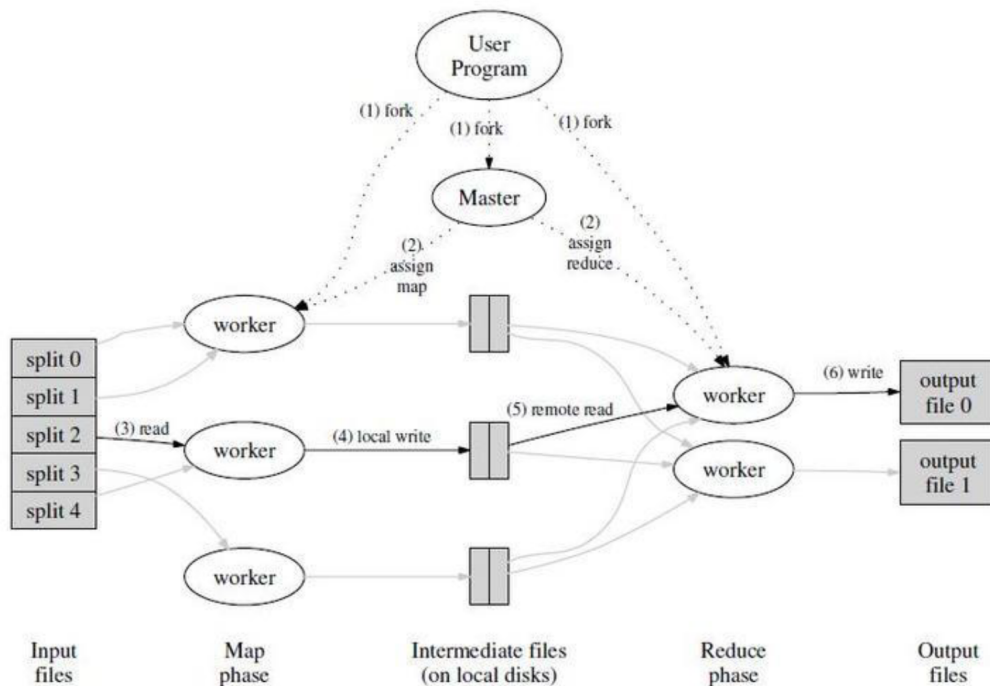 User
Program
(1) fork
(1) fork
(1) fork
Master
(2)
assign
map
(2)
assign
reduce
worker
split 0
split 1
split 2
split 3
split 4
(3) read
worker
(4) local write
(5) remote read
worker
(6) write
output
file 0
worker
output
file 1
worker
Input
files
Map
phase
Intermediate files
(on local disks)
Reduce
phase
Output
files